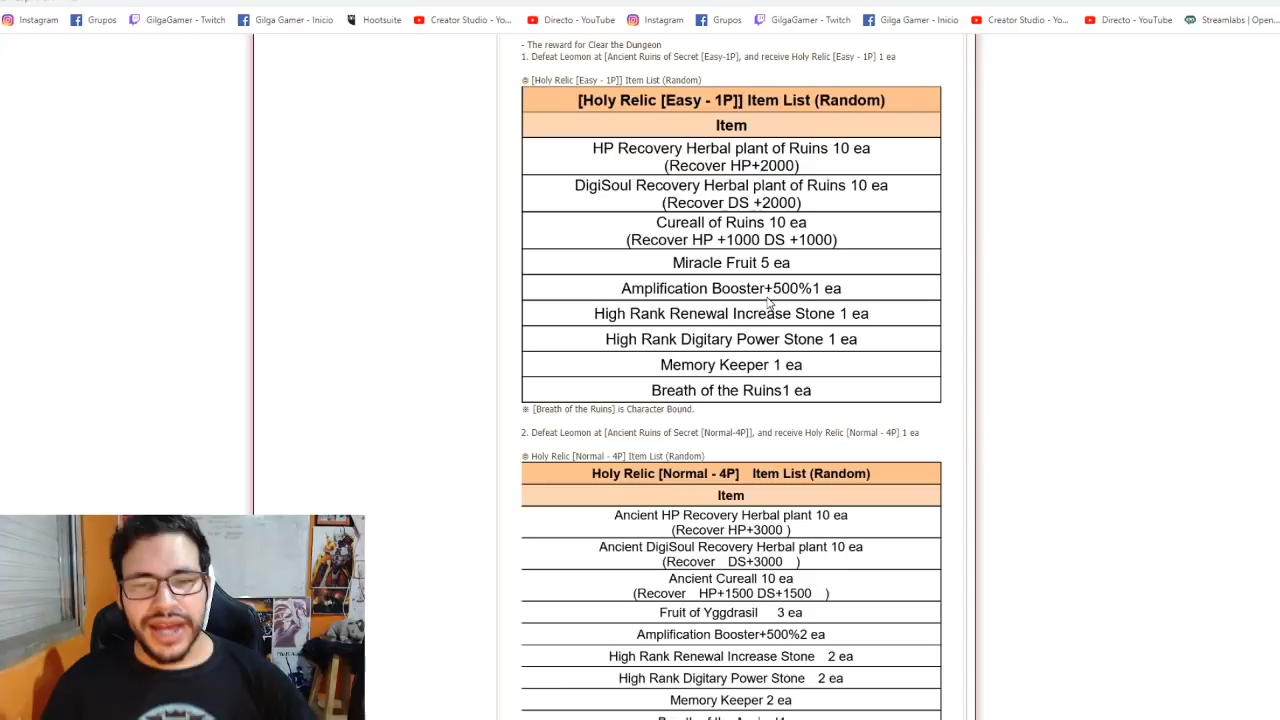 Instagram Grupos GilgaGamer - Twitch Gilga Gamer - Inicio Hootsuite Creator Studio - Yo... Directo - YouTube Instagram Grupos GilgaGamer - Twitch Gilga Gamer - Inicio Creator Studio - Yo... Directo - YouTube Streamlabs | Open...
- The reward for Clear the Dungeon
1. Defeat Leomon at [Ancient Ruins of Secret [Easy-1P], and receive Holy Relic [Easy - 1P] 1 ea
[Holy Relic [Easy - 1P]] Item List (Random)
[Holy Relic [Easy - 1P]] Item List (Random)
Item
HP Recovery Herbal plant of Ruins 10 ea
(Recover HP+2000)
DigiSoul Recovery Herbal plant of Ruins 10 ea
(Recover DS +2000)
Cureall of Ruins 10 ea
(Recover HP +1000 DS +1000)
Miracle Fruit 5 ea
Amplification Booster+500%1 ea
High Rank Renewal Increase Stone 1 ea
High Rank Digitary Power Stone 1 ea
Memory Keeper 1 ea
Breath of the Ruins1 ea
※ [Breath of the Ruins] is Character Bound.
2. Defeat Leomon at [Ancient Ruins of Secret [Normal-4P]], and receive Holy Relic [Normal - 4P] 1 ea
Holy Relic [Normal - 4P] Item List (Random)
Holy Relic [Normal - 4P] Item List (Random)
Item
Ancient HP Recovery Herbal plant 10 ea
(Recover HP+3000 )
Ancient DigiSoul Recovery Herbal plant 10 ea
(Recover DS+3000 )
Ancient Cureall 10 ea
(Recover HP+1500 DS+1500 )
Fruit of Yggdrasil 3 ea
Amplification Booster+500%2 ea
High Rank Renewal Increase Stone 2 ea
High Rank Digitary Power Stone 2 ea
Memory Keeper 2 ea